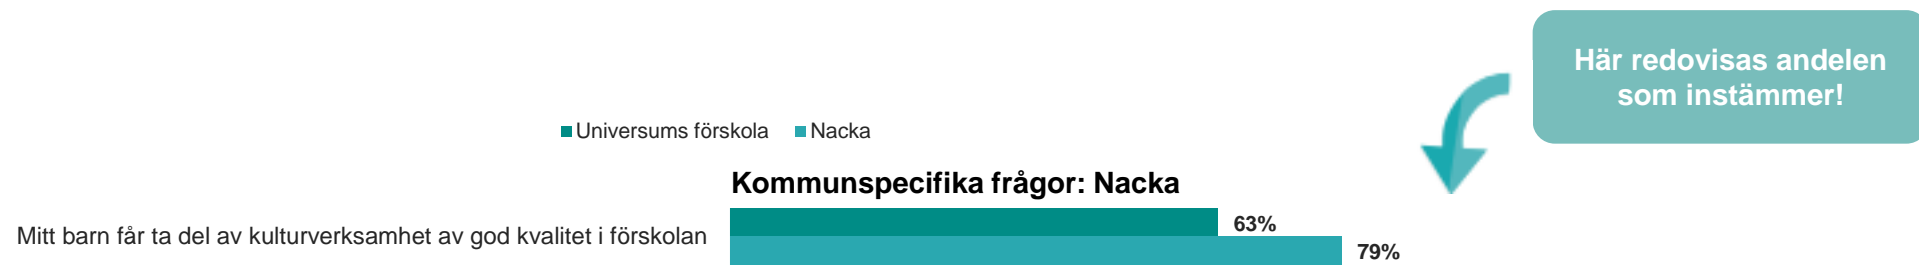 Här redovisas andelen
som instämmer!
Universums förskola Nacka
Kommunspecifika frågor: Nacka
Mitt barn får ta del av kulturverksamhet av god kvalitet i förskolan
63%
79%